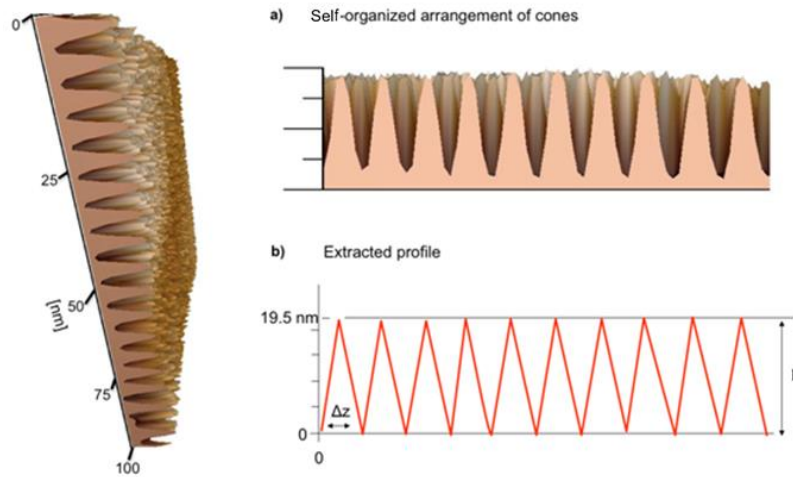 0
25
50
[nm]
75
100
a) Self-organized arrangement of cones
b) Extracted profile
19.5 nm
Δz
0
0